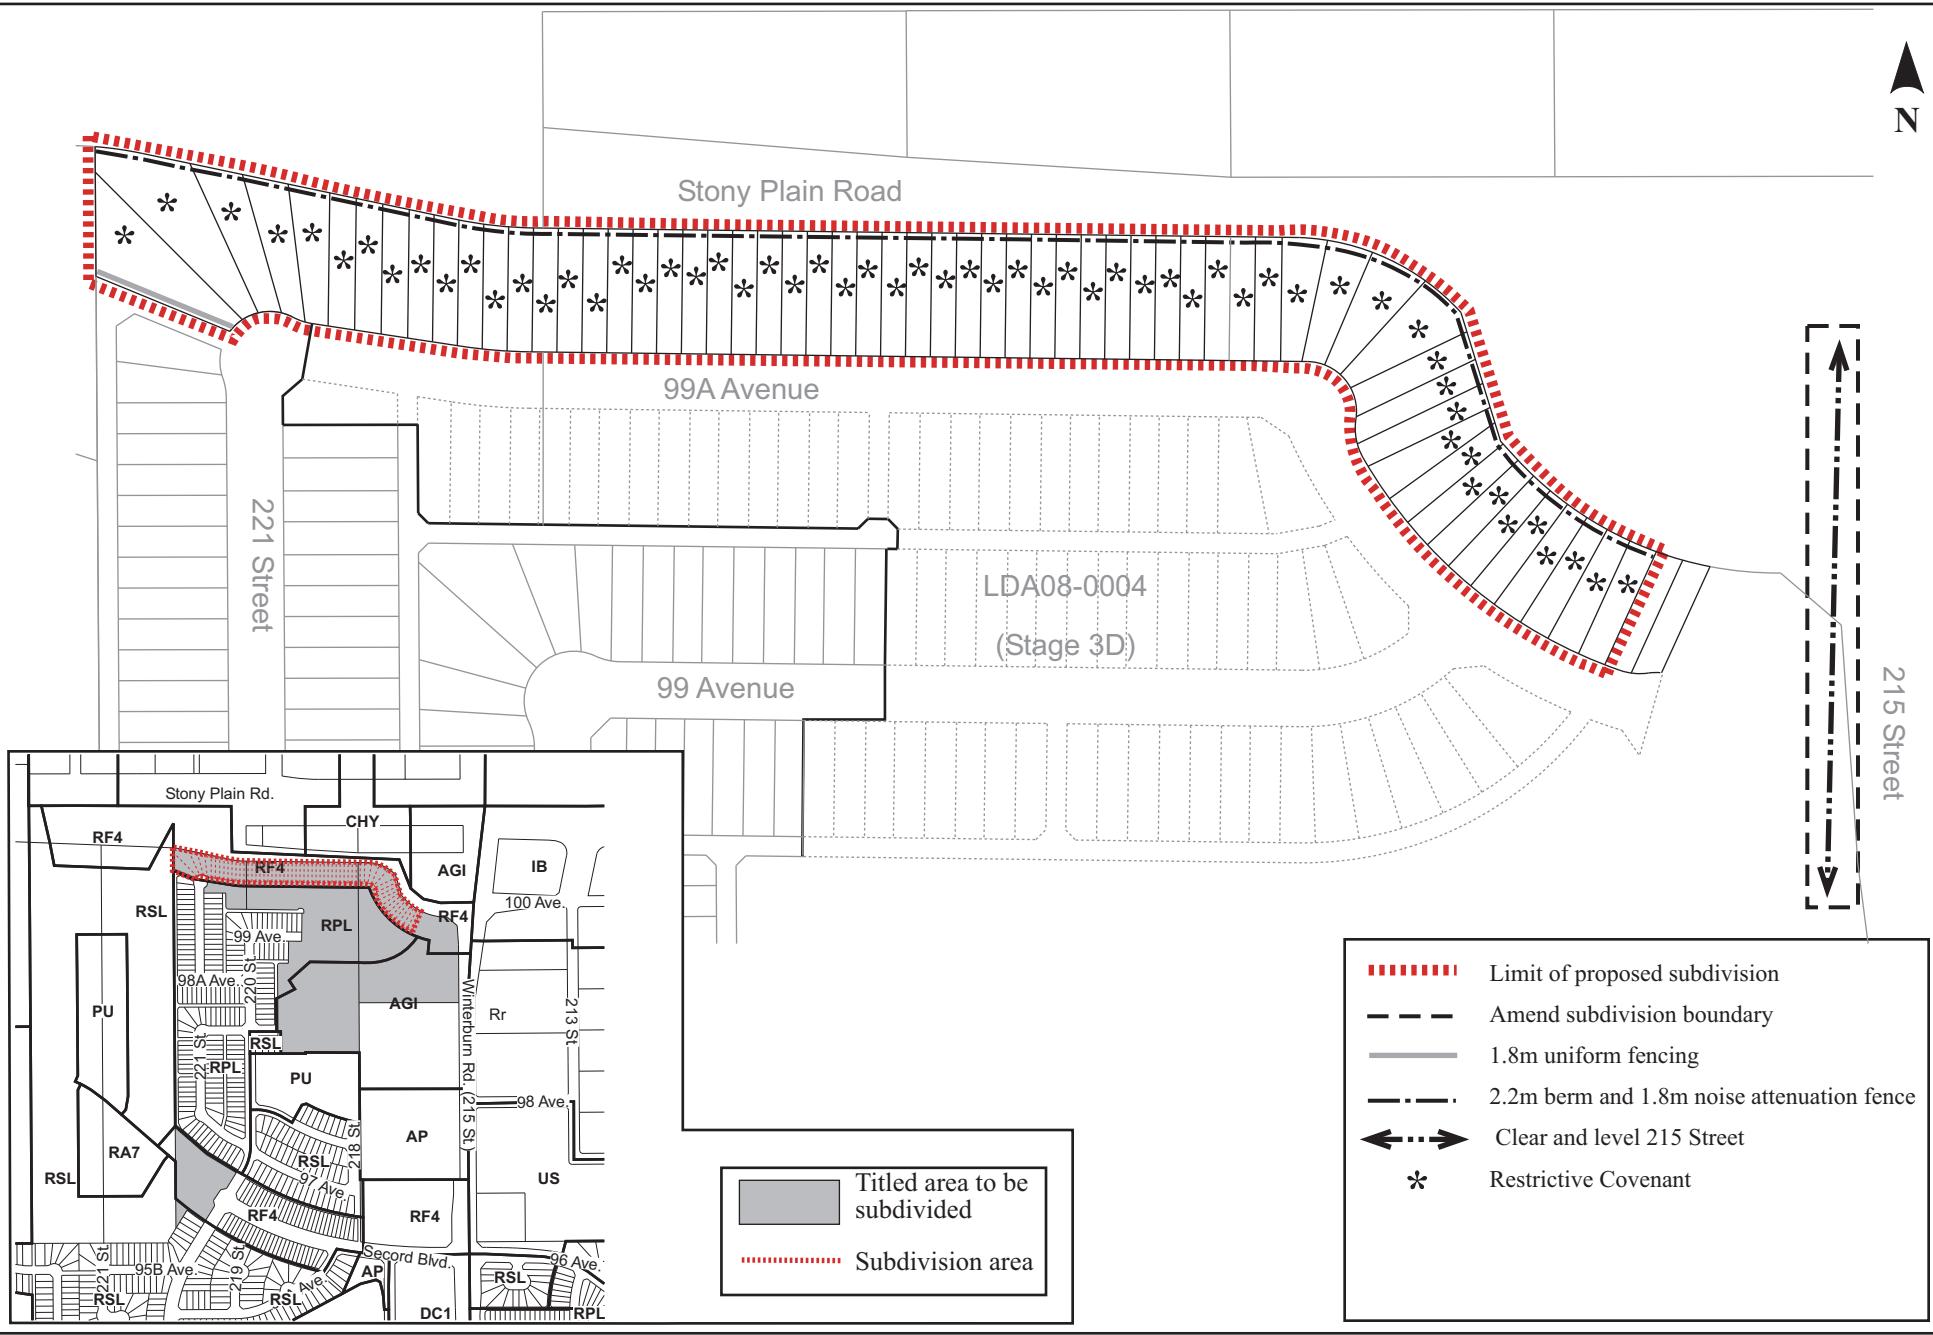 N
Stony Plain Road
99A Avenue
221 Street
LDA08-0004
(Stage 3D)
99 Avenue
215 Street
Stony Plain Rd.
RF4
CHY
RF4
AGI
IB
RSL
RPL
RF4
100 Ave.
99 Ave.
98A Ave.
220 St.
PU
AGI
Winterburn Rd. (215 St.)
Rr
213 St
221 St.
RSL
RPL
PU
98 Ave.
RA7
RSL
218 St.
AP
RSL
97 Ave.
US
RF4
RF4
221 St
95B Ave.
219 St
Secord Blvd.
96 Ave.
RSL
RSL
Ave.
AP
DC1
RSL
RPL
Titled area to be
subdivided
Subdivision area
Limit of proposed subdivision
Amend subdivision boundary
1.8m uniform fencing
2.2m berm and 1.8m noise attenuation fence
Clear and level 215 Street
Restrictive Covenant